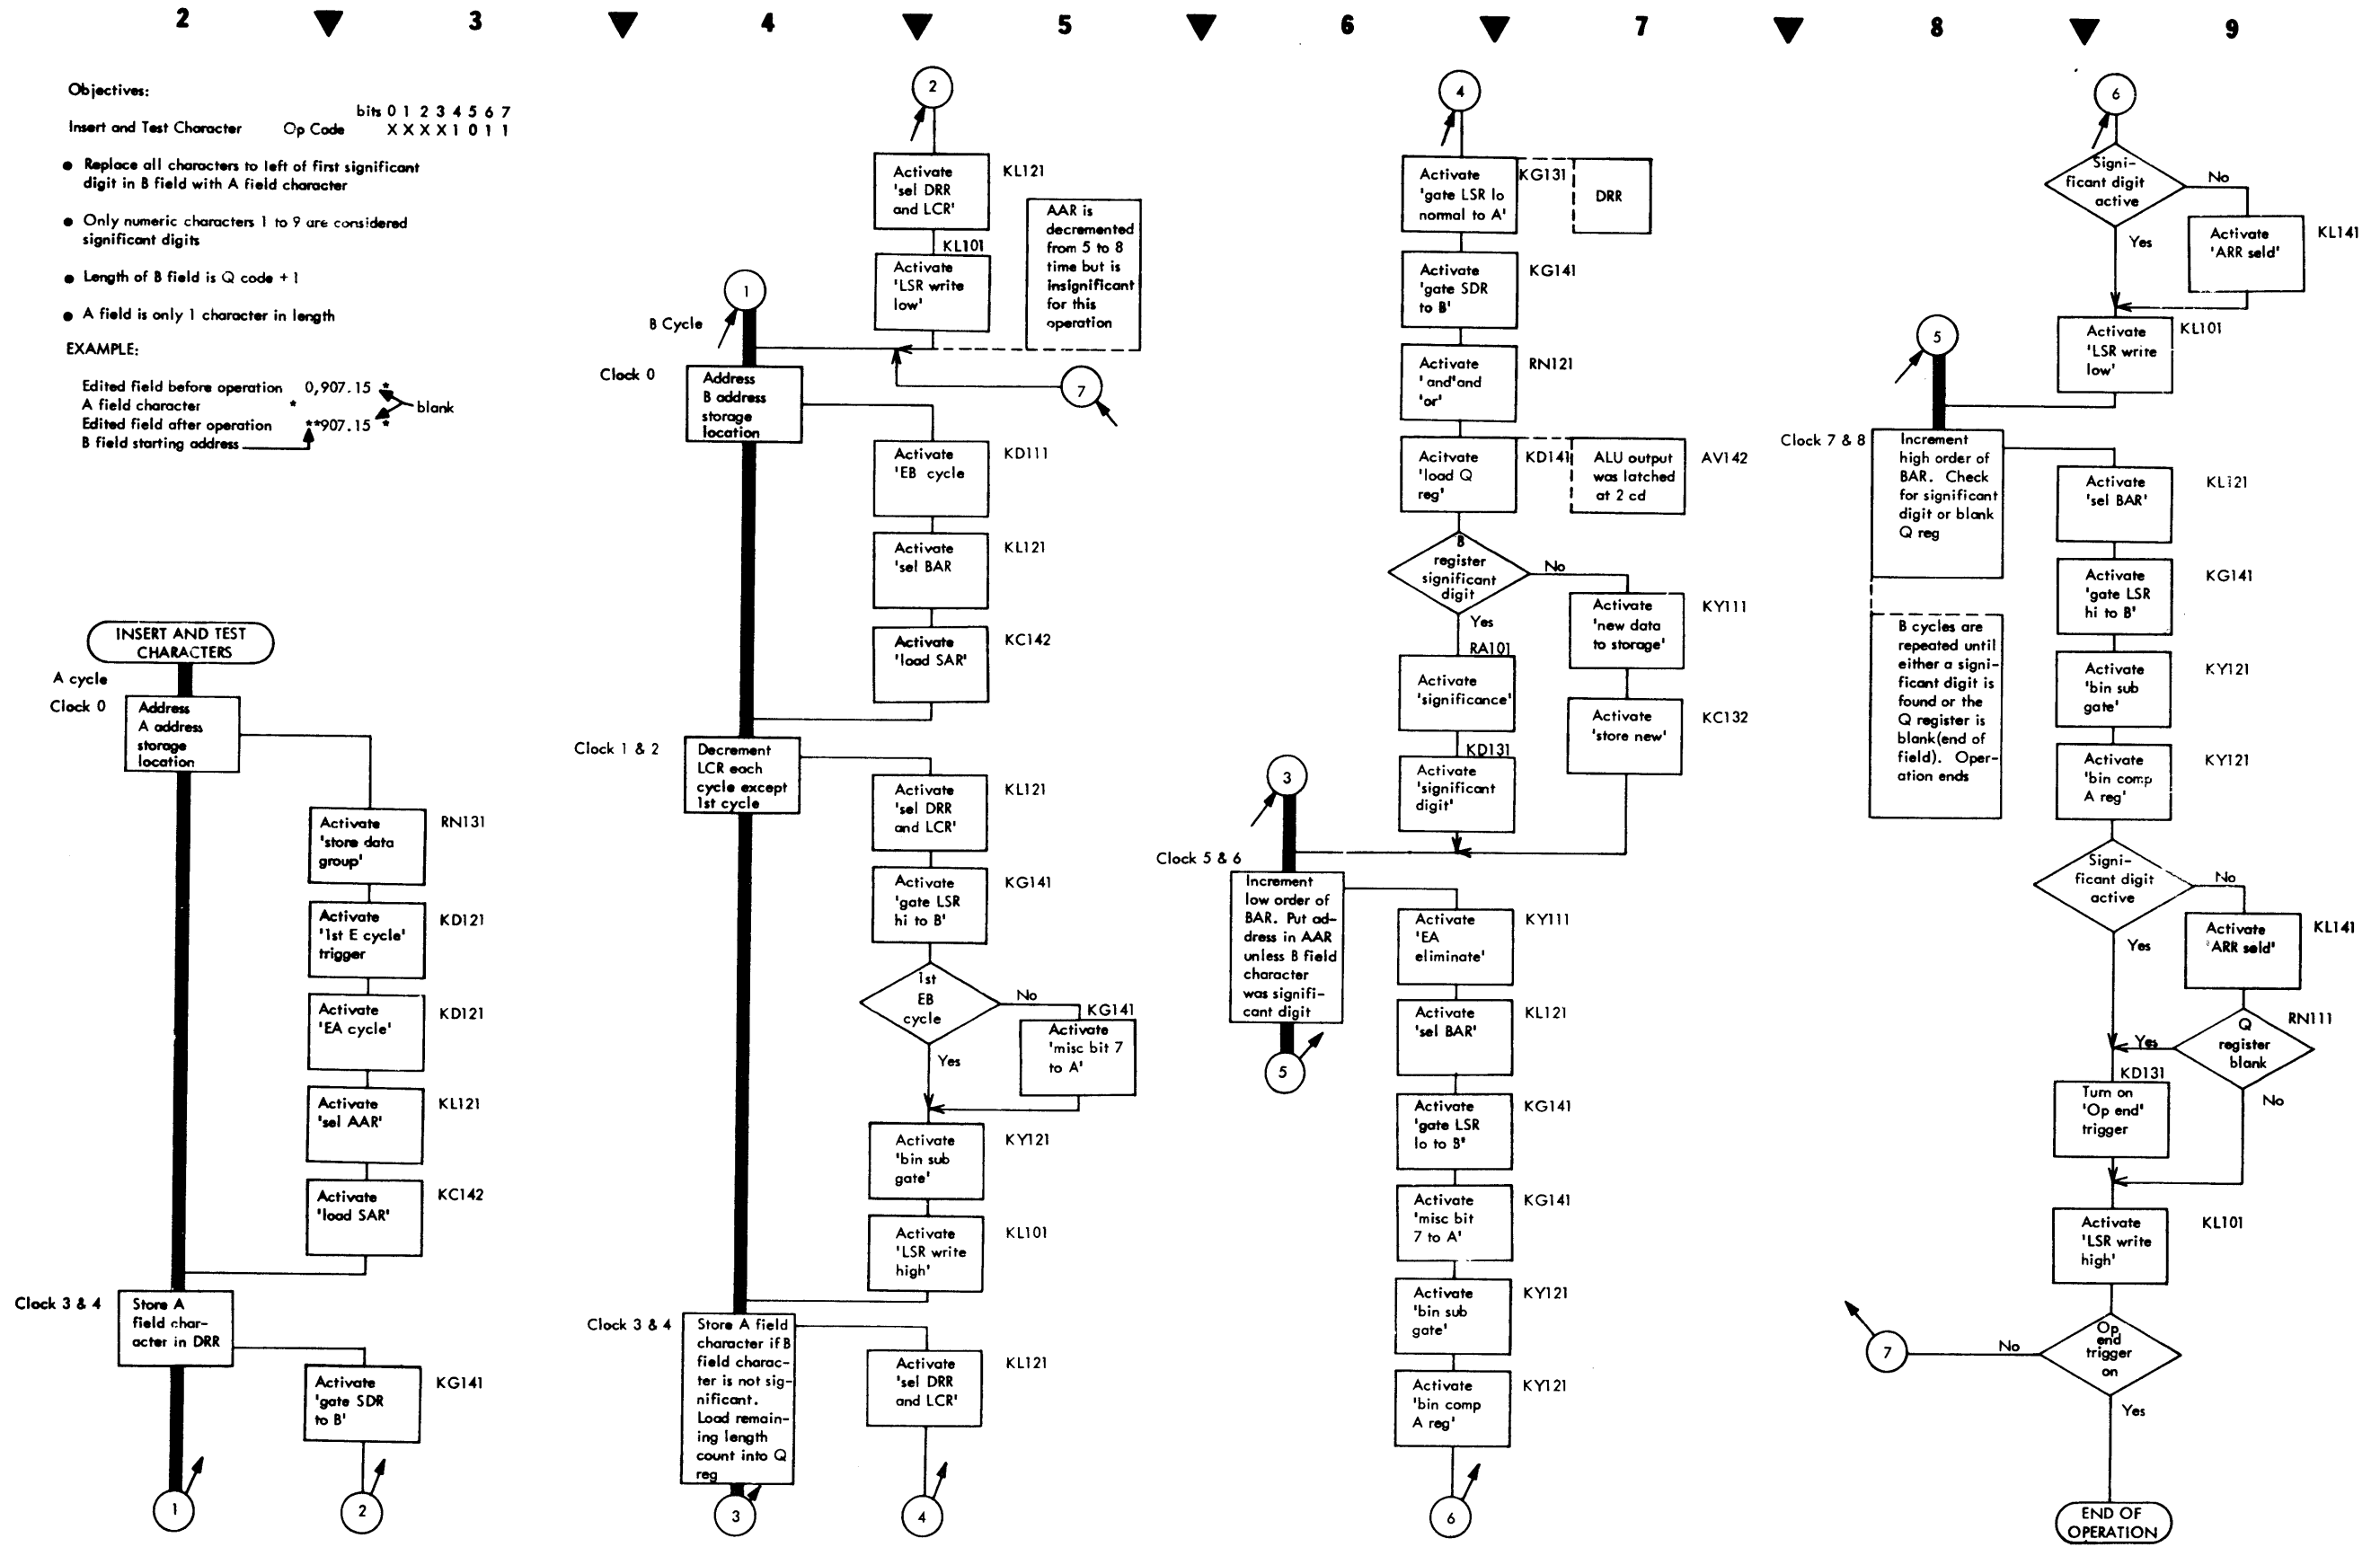 2 3 4 5 6 7 8 9
Objectives:
bits 0 1 2 3 4 5 6 7
Insert and Test Character Op Code X X X X 1 0 1 1
● Replace all characters to left of first significant
digit in B field with A field character
● Only numeric characters 1 to 9 are considered
significant digits
● Length of B field is Q code + 1
● A field is only 1 character in length
EXAMPLE:
Edited field before operation 0,907.15 *
A field character *
blank
Edited field after operation **907.15 *
B field starting address
INSERT AND TEST
CHARACTERS
A cycle
Clock 0
Address
A address
storage
location
Activate
'store data
group'
RN131
Activate
'1st E cycle'
trigger
KD121
Activate
'EA cycle'
KD121
Activate
'sel AAR'
KL121
Activate
'load SAR'
KC142
Clock 3 & 4
Store A
field char-
acter in DRR
Activate
'gate SDR
to B'
KG141
1
2
2
Activate
'sel DRR
and LCR'
KL121
KL101
Activate
'LSR write
low'
AAR is
decremented
from 5 to 8
time but is
insignificant
for this
operation
1
B Cycle
7
Clock 0
Address
B address
storage
location
Acitvate
'EB cycle
KD111
Activate
'sel BAR
KL121
Activate
'load SAR'
KC142
Clock 1 & 2
Decrement
LCR each
cycle except
1st cycle
Activate
'sel DRR
and LCR'
KL121
Activate
'gate LSR
hi to B'
KG141
1st
EB
cycle
No
Yes
KG141
Activate
'misc bit 7
to A'
Activate
'bin sub
gate'
KY121
Activate
'LSR write
high'
KL101
Clock 3 & 4
Store A field
character if B
field charac-
ter is not sig-
nificant.
Load remain-
ing length
count into Q
reg
Activate
'sel DRR
and LCR'
KL121
3
4
4
Activate
'gate LSR lo
normal to A'
KG131
DRR
Activate
'gate SDR
to B'
KG141
Activate
'and'and
'or'
RN121
Acitvate
'load Q
reg'
KD141
ALU output
was latched
at 2 cd
AV142
B
register
significant
digit
No
Yes
Activate
'new data
to storage'
KY111
RA101
Activate
'significance'
Activate
'store new'
KC132
KD131
Activate
'significant
digit'
3
Clock 5 & 6
Increment
low order of
BAR. Put ad-
dress in AAR
unless B field
character
was signifi-
cant digit
5
Activate
'EA
eliminate'
KY111
Activate
'sel BAR'
KL121
Activate
'gate LSR
lo to B'
KG141
Activate
'misc bit
7 to A'
KG141
Activate
'bin sub
gate'
KY121
Activate
'bin comp
A reg'
KY121
6
6
Signi-
ficant digit
active
No
Yes
Activate
'ARR seld'
KL141
Activate
'LSR write
low'
KL101
5
Clock 7 & 8
Increment
high order of
BAR. Check
for significant
digit or blank
Q reg
B cycles are
repeated until
either a signi-
ficant digit is
found or the
Q register is
blank(end of
field). Oper-
ation ends
Activate
'sel BAR'
KL121
Activate
'gate LSR
hi to B'
KG141
Activate
'bin sub
gate'
KY121
Activate
'bin comp
A reg'
KY121
Signi-
ficant digit
active
No
Yes
Activate
'ARR seld'
KL141
Q
register
blank
RN111
Yes
No
KD131
Turn on
'Op end'
trigger
Activate
'LSR write
high'
KL101
Op
end
trigger
on
No
7
Yes
END OF
OPERATION